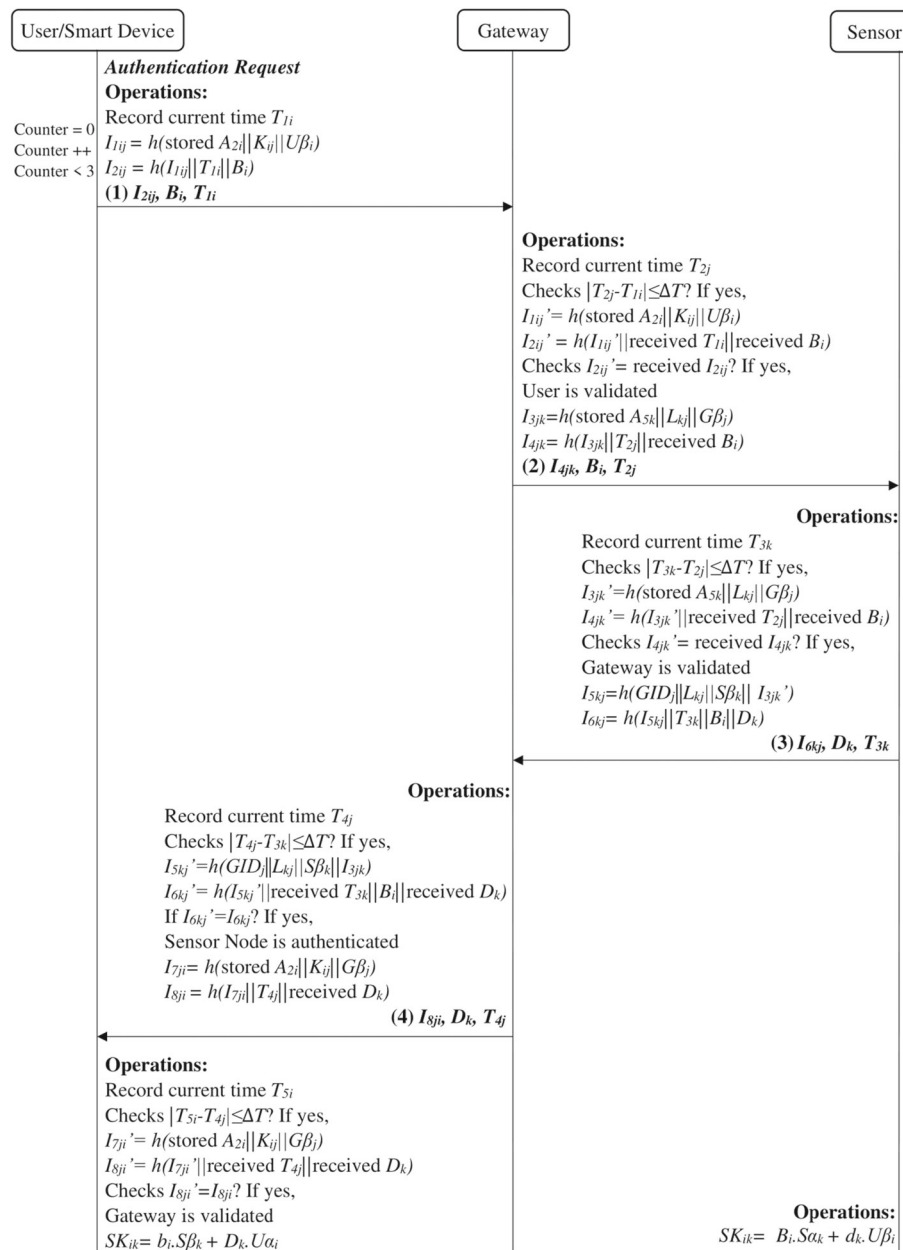 User/Smart Device
Gateway
Sensor
Authentication Request
Operations:
Record current time T1i
Counter = 0
Counter ++
Counter < 3
I1ij = h(stored A2i||Kij||Uβi)
I2ij = h(I1ij||T1i||Bi)
(1) I2ij, Bi, T1i
Operations:
Record current time T2j
Checks |T2j-T1i|≤ΔT? If yes,
I1ij’= h(stored A2i||Kij||Uβi)
I2ij’ = h(I1ij’||received T1i||received Bi)
Checks I2ij’= received I2ij? If yes,
User is validated
I3jk=h(stored A5k||Lkj||Gβj)
I4jk= h(I3jk||T2j||received Bi)
(2) I4jk, Bi, T2j
Operations:
Record current time T3k
Checks |T3k-T2j|≤ΔT? If yes,
I3jk’=h(stored A5k||Lkj||Gβj)
I4jk’= h(I3jk’||received T2j||received Bi)
Checks I4jk’= received I4jk? If yes,
Gateway is validated
I5kj=h(GIDj||Lkj||Sβk|| I3jk’)
I6kj= h(I5kj||T3k||Bi||Dk)
(3) I6kj, Dk, T3k
Operations:
Record current time T4j
Checks |T4j-T3k|≤ΔT? If yes,
I5kj’=h(GIDj||Lkj||Sβk||I3jk)
I6kj’= h(I5kj’||received T3k||Bi||received Dk)
If I6kj’=I6kj? If yes,
Sensor Node is authenticated
I7ji= h(stored A2i||Kij||Gβj)
I8ji = h(I7ji||T4j||received Dk)
(4) I8ji, Dk, T4j
Operations:
Record current time T5i
Checks |T5i-T4j|≤ΔT? If yes,
I7ji’= h(stored A2i||Kij||Gβj)
I8ji’= h(I7ji’||received T4j||received Dk)
Checks I8ji’=I8ji? If yes,
Gateway is validated
SKik= bi.Sβk + Dk.Uαi
Operations:
SKik= Bi.Sαk + dk.Uβi